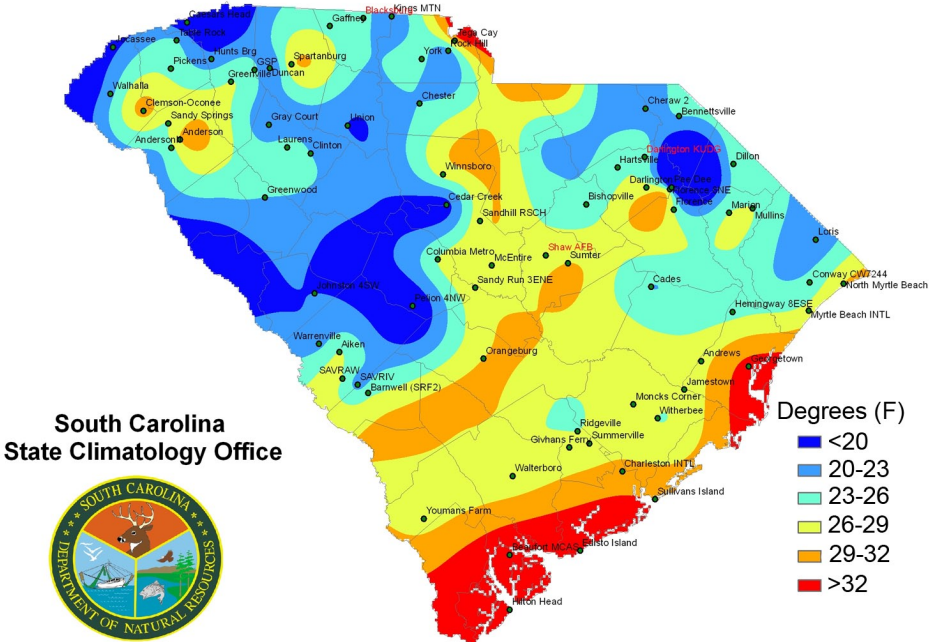 Blacksburg
Caesars Head
Gaffney
Kings MTN
Table Rock
Tega Cay
Jocassee
Rock Hill
Hunts Brg
York
Pickens
GSP
Spartanburg
Duncan
Greenville
Walhalla
Clemson-Oconee
Chester
Cheraw 2
Sandy Springs
Gray Court
Union
Bennettsville
Anderson
Laurens
Clinton
Darlington KUDG
Hartsville
Dillon
Winnsboro
Greenwood
Darlington
Pee Dee
Florence 3NE
Cedar Creek
Bishopville
Florence
Marion
Mullins
Sandhill RSCH
Loris
Shaw AFB
Columbia Metro
McEntire
Sumter
Sandy Run 3ENE
Cades
Conway CW7244
North Myrtle Beach
Johnston 4SW
Pelion 4NW
Hemingway 8ESE
Myrtle Beach INTL
Warrenville
Aiken
Orangeburg
Andrews
Georgetown
SAVRAW
SAVRIV
Barnwell (SRF2)
Jamestown
Moncks Corner
Witherbee
Ridgeville
Givhans Ferry
Summerville
Walterboro
Charleston INTL
Sullivans Island
Youmans Farm
Beaufort MCAS
Edisto Island
Hilton Head
South Carolina
State Climatology Office
SOUTH CAROLINA
DEPARTMENT OF NATURAL RESOURCES
Degrees (F)
<20
20-23
23-26
26-29
29-32
>32